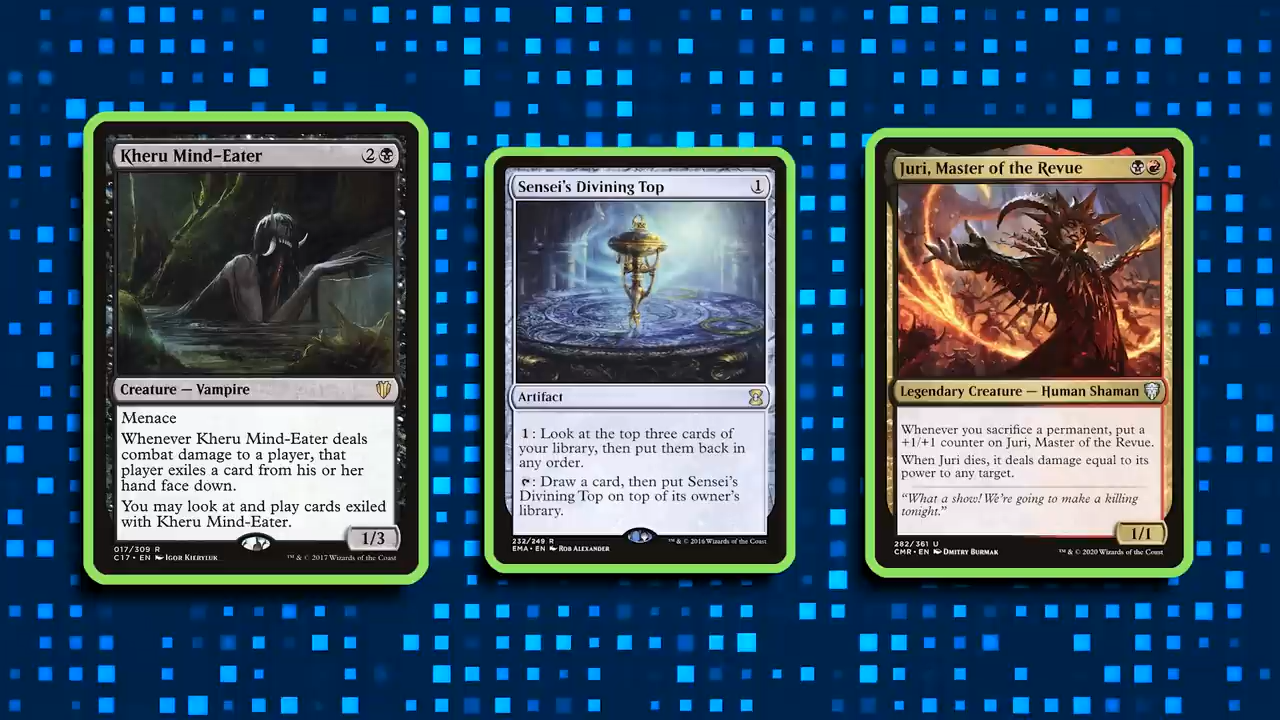 Kheru Mind-Eater 2
Creature — Vampire
Menace
Whenever Kheru Mind-Eater deals
combat damage to a player, that
player exiles a card from his or her
hand face down.
You may look at and play cards exiled
with Kheru Mind-Eater.
1/3
017/309 R
C17 • EN Igor Kieryluk
™ & © 2017 Wizards of the Coast
Sensei's Divining Top 1
Artifact
1: Look at the top three cards of
your library, then put them back in
any order.
: Draw a card, then put Sensei's
Divining Top on top of its owner's
library.
232/249 R
EMA • EN Rob Alexander
™ & © 2016 Wizards of the Coast
Juri, Master of the Revue
Legendary Creature — Human Shaman
Whenever you sacrifice a permanent, put a
+1/+1 counter on Juri, Master of the Revue.
When Juri dies, it deals damage equal to its
power to any target.
"What a show! We're going to make a killing
tonight."
1/1
282/361 U
CMR • EN Dmitry Burmak
™ & © 2020 Wizards of the Coast